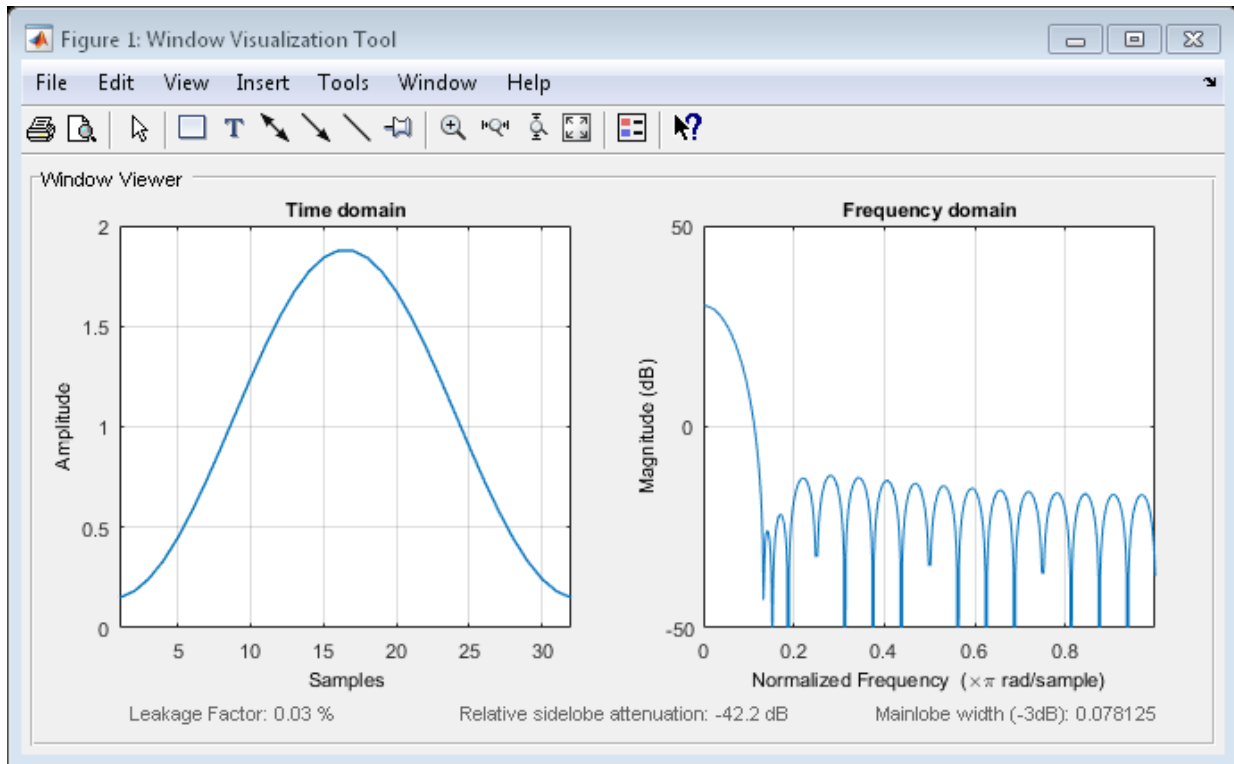 Figure 1: Window Visualization Tool
File Edit View Insert Tools Window Help
T
Window Viewer
Time domain
2
1.5
1
0.5
0
Amplitude
5 10 15 20 25 30
Samples
Frequency domain
50
0
-50
Magnitude (dB)
0 0.2 0.4 0.6 0.8
Normalized Frequency (×π rad/sample)
Leakage Factor: 0.03 %
Relative sidelobe attenuation: -42.2 dB
Mainlobe width (-3dB): 0.078125